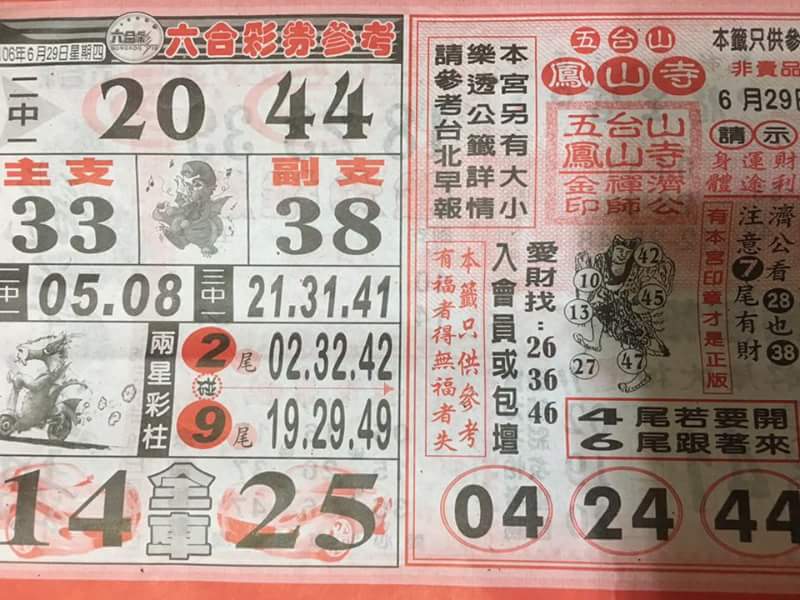 06年6月29日星期四
六合彩
六合彩券參考
二中一
20 44
主支
33
副支
38
二中一
05.08
三中一
21.31.41
兩星彩柱
2尾
02.32.42
9尾
19.29.49
14
全車
25
本宮另有大小
樂透公籤詳情
請參考台北早報
五台山
鳳山寺
五台山
鳳山寺
金禪濟
印師公
本籤只供參
非賣品
6月29日
請示
身運財
體途利
濟公看28也38
注意7尾有財
有本宮印章才是正版
愛財找:26 36 46
入會員或包壇
本籤只供參考
有福者得無福者失
42
10
45
13
27
47
4尾若要開
6尾跟著來
04 24 44